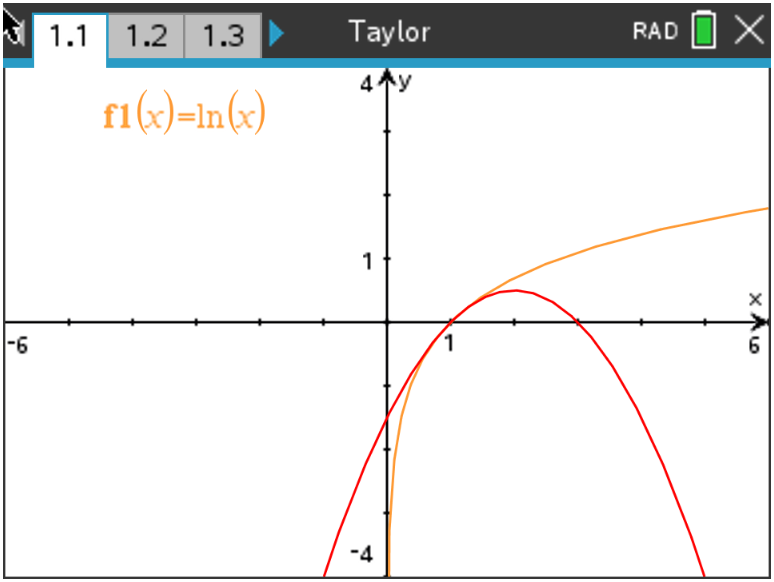 1.1 1.2 1.3 Taylor RAD
4 y
f1(x)=ln(x)
1
x
-6 1 6
-4